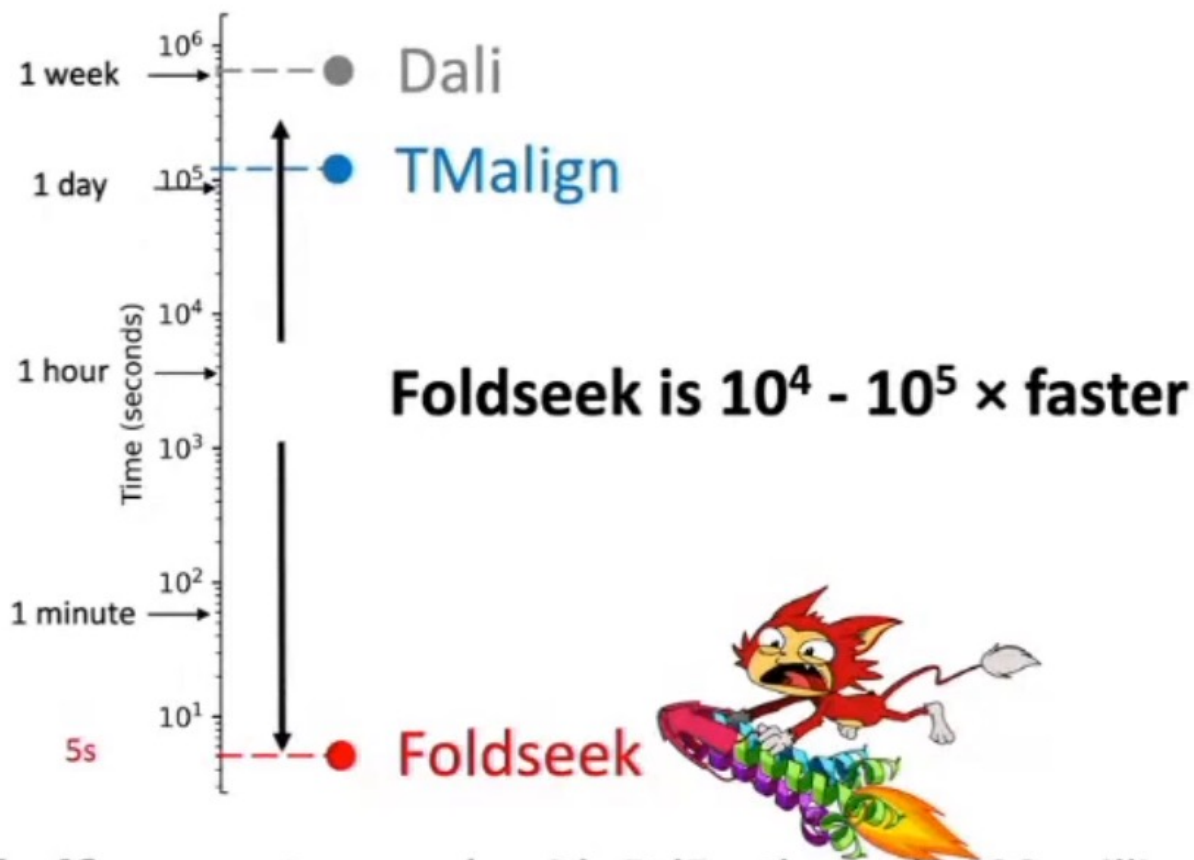 10⁶
1 week
Dali
TMalign
10⁵
1 day
10⁴
Time (seconds)
1 hour
Foldseek is 10⁴ - 10⁵ × faster
10³
10²
1 minute
10¹
5s
Foldseek